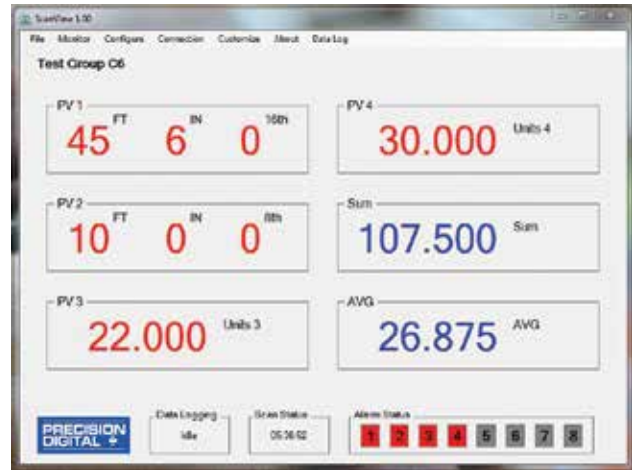 ScanView 1.00
File Monitor Configure Connection Customize About Data Log
Test Group C6
PV 1
45 FT 6 IN 0 16th
PV 4
30.000 Units 4
PV 2
10 FT 0 IN 0 8th
Sum
107.500 Sum
PV 3
22.000 Units 3
AVG
26.875 AVG
PRECISION
DIGITAL
Data Logging
Idle
Scan Status
Alarm Status
1 2 3 4 5 6 7 8